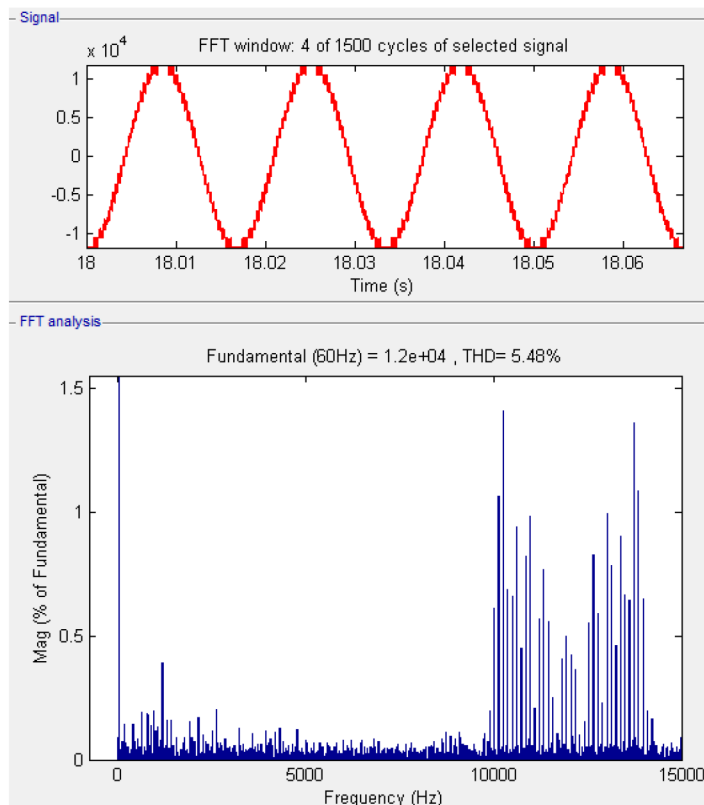 Signal
x 10^4
FFT window: 4 of 1500 cycles of selected signal
1
0.5
0
-0.5
-1
18 18.01 18.02 18.03 18.04 18.05 18.06
Time (s)
FFT analysis
Fundamental (60Hz) = 1.2e+04 , THD= 5.48%
1.5
1
0.5
0
Mag (% of Fundamental)
0 5000 10000 15000
Frequency (Hz)